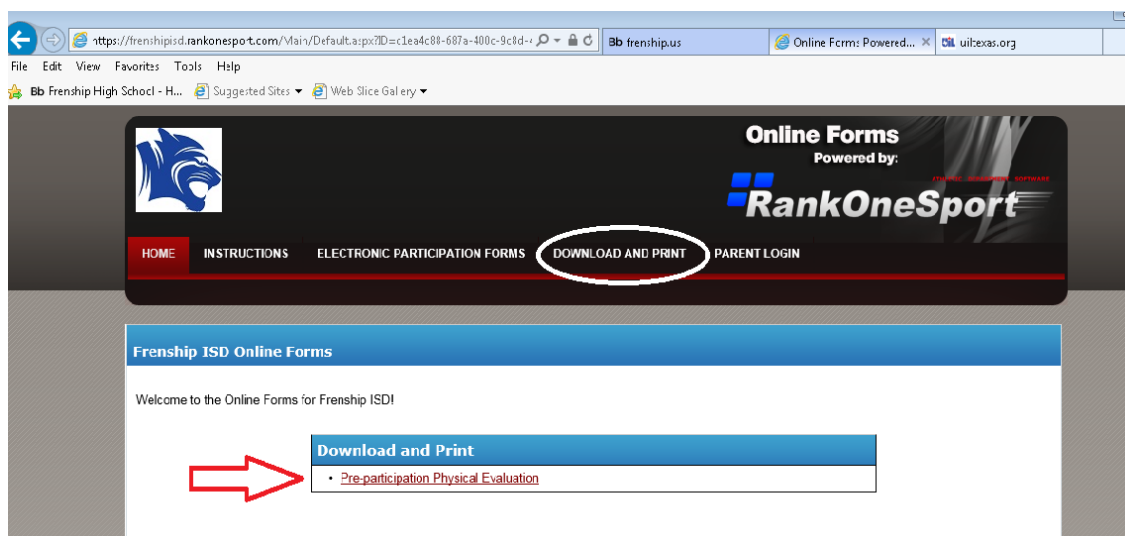 https://frenshipisd.rankonesport.com/Main/Default.aspx?ID=c1ea4c88-687a-400c-9c8d-
Bb frenship.us
Online Forms Powered...
uiltexas.org
File Edit View Favorites Tools Help
Bb Frenship High School - H... Suggested Sites Web Slice Gallery
Online Forms
Powered by:
RankOneSport
HOME INSTRUCTIONS ELECTRONIC PARTICIPATION FORMS DOWNLOAD AND PRINT PARENT LOGIN
Frenship ISD Online Forms
Welcome to the Online Forms for Frenship ISD!
Download and Print
• Pre-participation Physical Evaluation